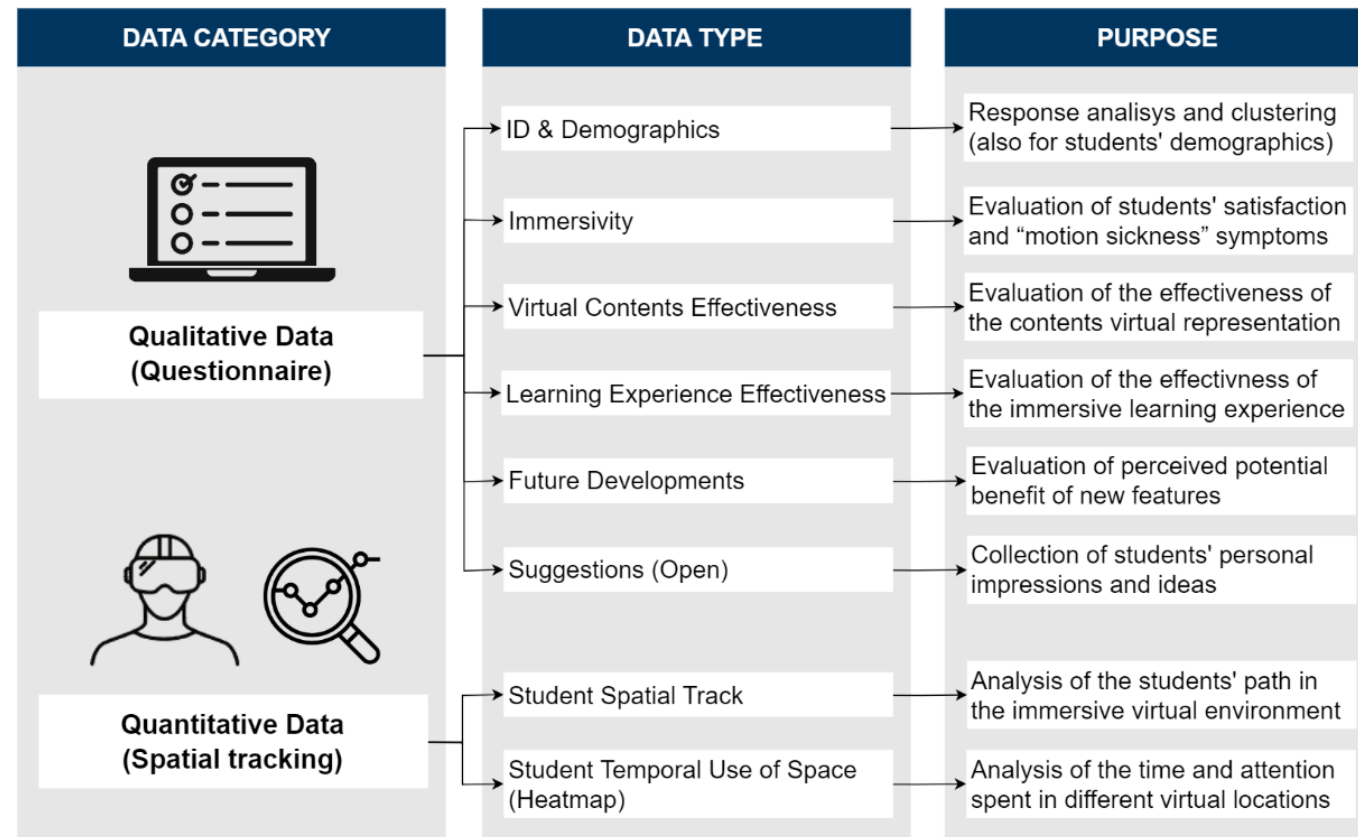 DATA CATEGORY
DATA TYPE
PURPOSE
Qualitative Data
(Questionnaire)
ID & Demographics
Response analisys and clustering
(also for students' demographics)
Immersivity
Evaluation of students' satisfaction
and “motion sickness” symptoms
Virtual Contents Effectiveness
Evaluation of the effectiveness of
the contents virtual representation
Learning Experience Effectiveness
Evaluation of the effectivness of
the immersive learning experience
Future Developments
Evaluation of perceived potential
benefit of new features
Suggestions (Open)
Collection of students' personal
impressions and ideas
Quantitative Data
(Spatial tracking)
Student Spatial Track
Analysis of the students' path in
the immersive virtual environment
Student Temporal Use of Space
(Heatmap)
Analysis of the time and attention
spent in different virtual locations